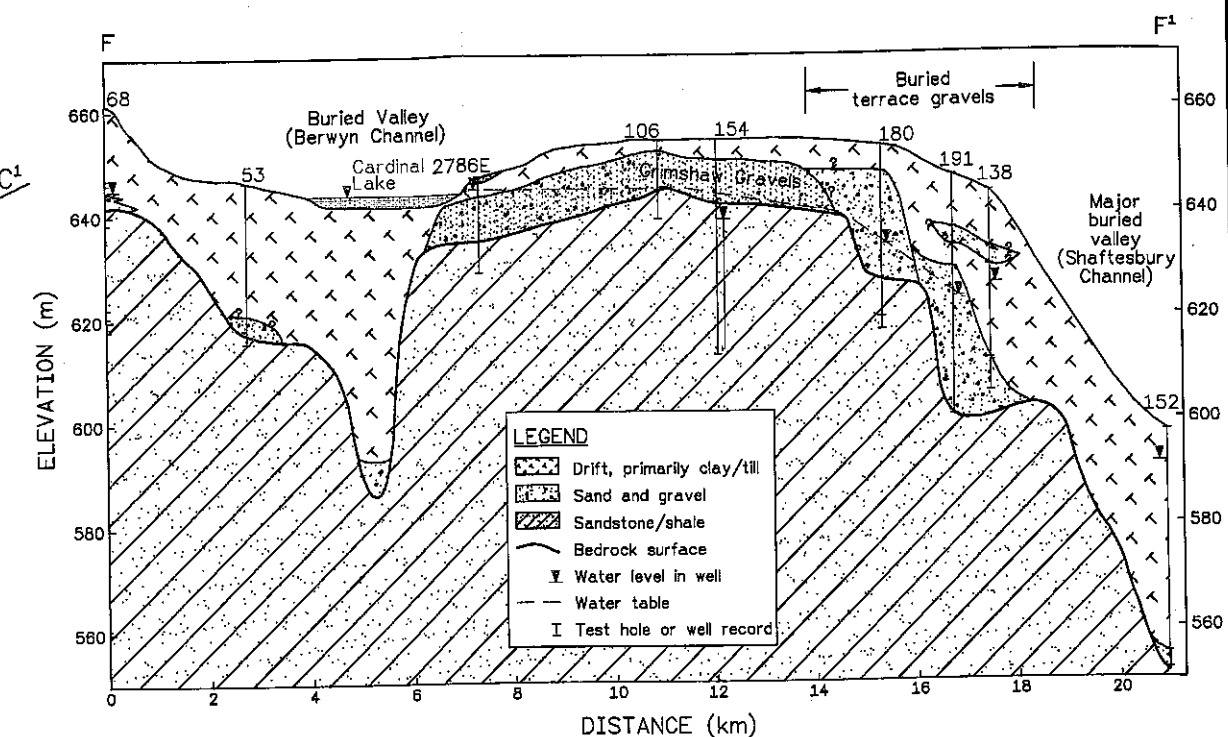 F
F¹
C¹
Buried
terrace gravels
Buried Valley
(Berwyn Channel)
Cardinal 2786E
Lake
68
53
106
154
180
191
138
152
Grimshaw Gravels
?
?
?
?
?
Major
buried
valley
(Shaftesbury
Channel)
ELEVATION (m)
660
640
620
600
580
560
660
640
620
600
580
560
LEGEND
Drift, primarily clay/till
Sand and gravel
Sandstone/shale
Bedrock surface
Water level in well
Water table
Test hole or well record
0 2 4 6 8 10 12 14 16 18 20
DISTANCE (km)